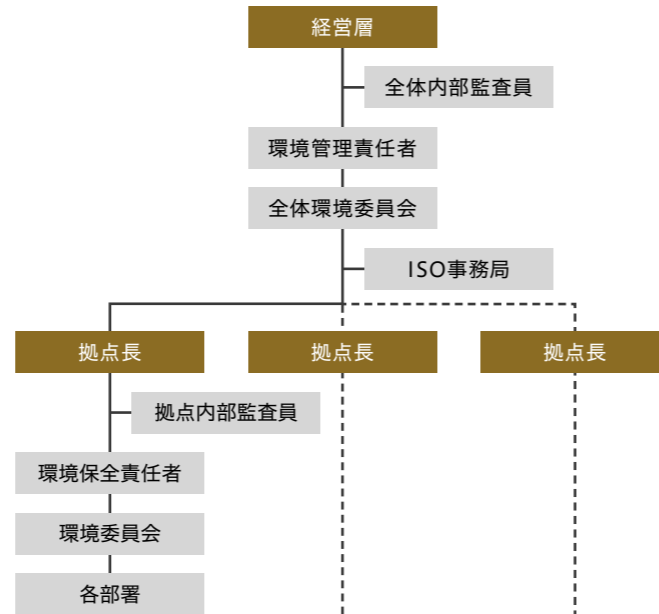 経営層
全体内部監査員
環境管理責任者
全体環境委員会
ISO事務局
拠点長
拠点長
拠点長
拠点内部監査員
環境保全責任者
環境委員会
各部署